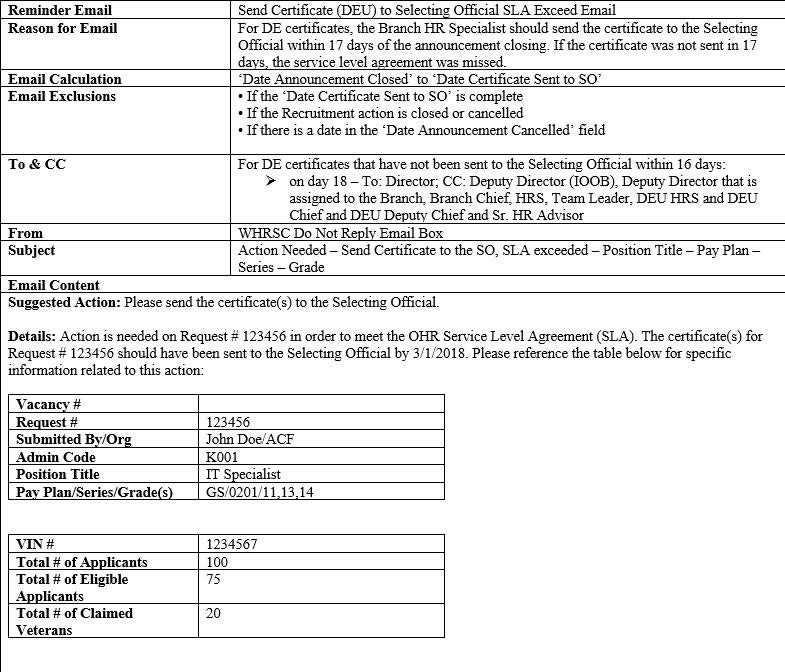 Reminder Email Send Certificate (DEU) to Selecting Official SLA Exceed Email
Reason for Email For DE certificates, the Branch HR Specialist should send the certificate to the Selecting
Official within 17 days of the announcement closing. If the certificate was not sent in 17
days, the service level agreement was missed.
Email Calculation ‘Date Announcement Closed’ to ‘Date Certificate Sent to SO’
Email Exclusions • If the ‘Date Certificate Sent to SO’ is complete
• If the Recruitment action is closed or cancelled
• If there is a date in the ‘Date Announcement Cancelled’ field
To & CC For DE certificates that have not been sent to the Selecting Official within 16 days:
➤ on day 18 – To: Director; CC: Deputy Director (IOOB), Deputy Director that is
assigned to the Branch, Branch Chief, HRS, Team Leader, DEU HRS and DEU
Chief and DEU Deputy Chief and Sr. HR Advisor
From WHRSC Do Not Reply Email Box
Subject Action Needed – Send Certificate to the SO, SLA exceeded – Position Title – Pay Plan –
Series – Grade
Email Content
Suggested Action: Please send the certificate(s) to the Selecting Official.
Details: Action is needed on Request # 123456 in order to meet the OHR Service Level Agreement (SLA). The certificate(s) for
Request # 123456 should have been sent to the Selecting Official by 3/1/2018. Please reference the table below for specific
information related to this action:
Vacancy #
Request # 123456
Submitted By/Org John Doe/ACF
Admin Code K001
Position Title IT Specialist
Pay Plan/Series/Grade(s) GS/0201/11,13,14
VIN # 1234567
Total # of Applicants 100
Total # of Eligible 75
Applicants
Total # of Claimed 20
Veterans